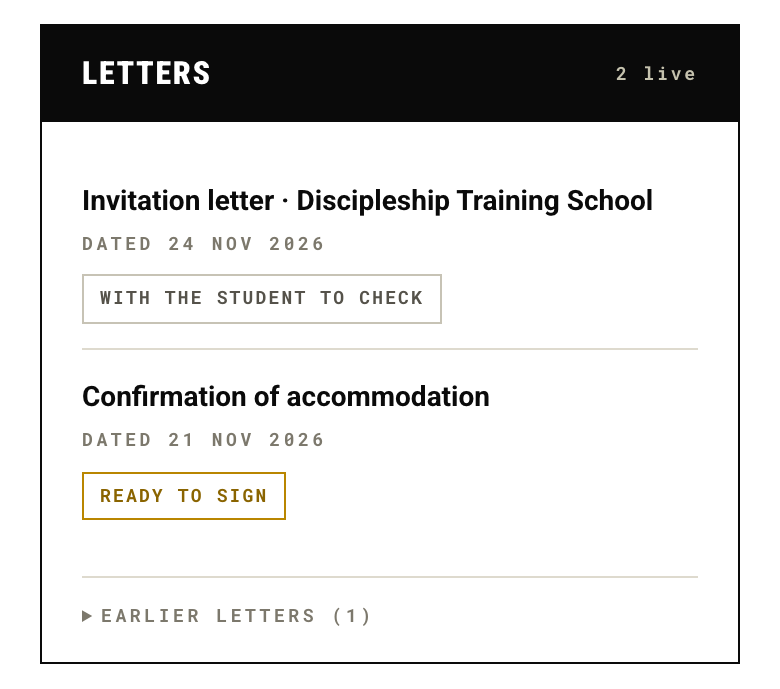 LETTERS
2 live
Invitation letter · Discipleship Training School
DATED 24 NOV 2026
WITH THE STUDENT TO CHECK
Confirmation of accommodation
DATED 21 NOV 2026
READY TO SIGN
▶ EARLIER LETTERS (1)